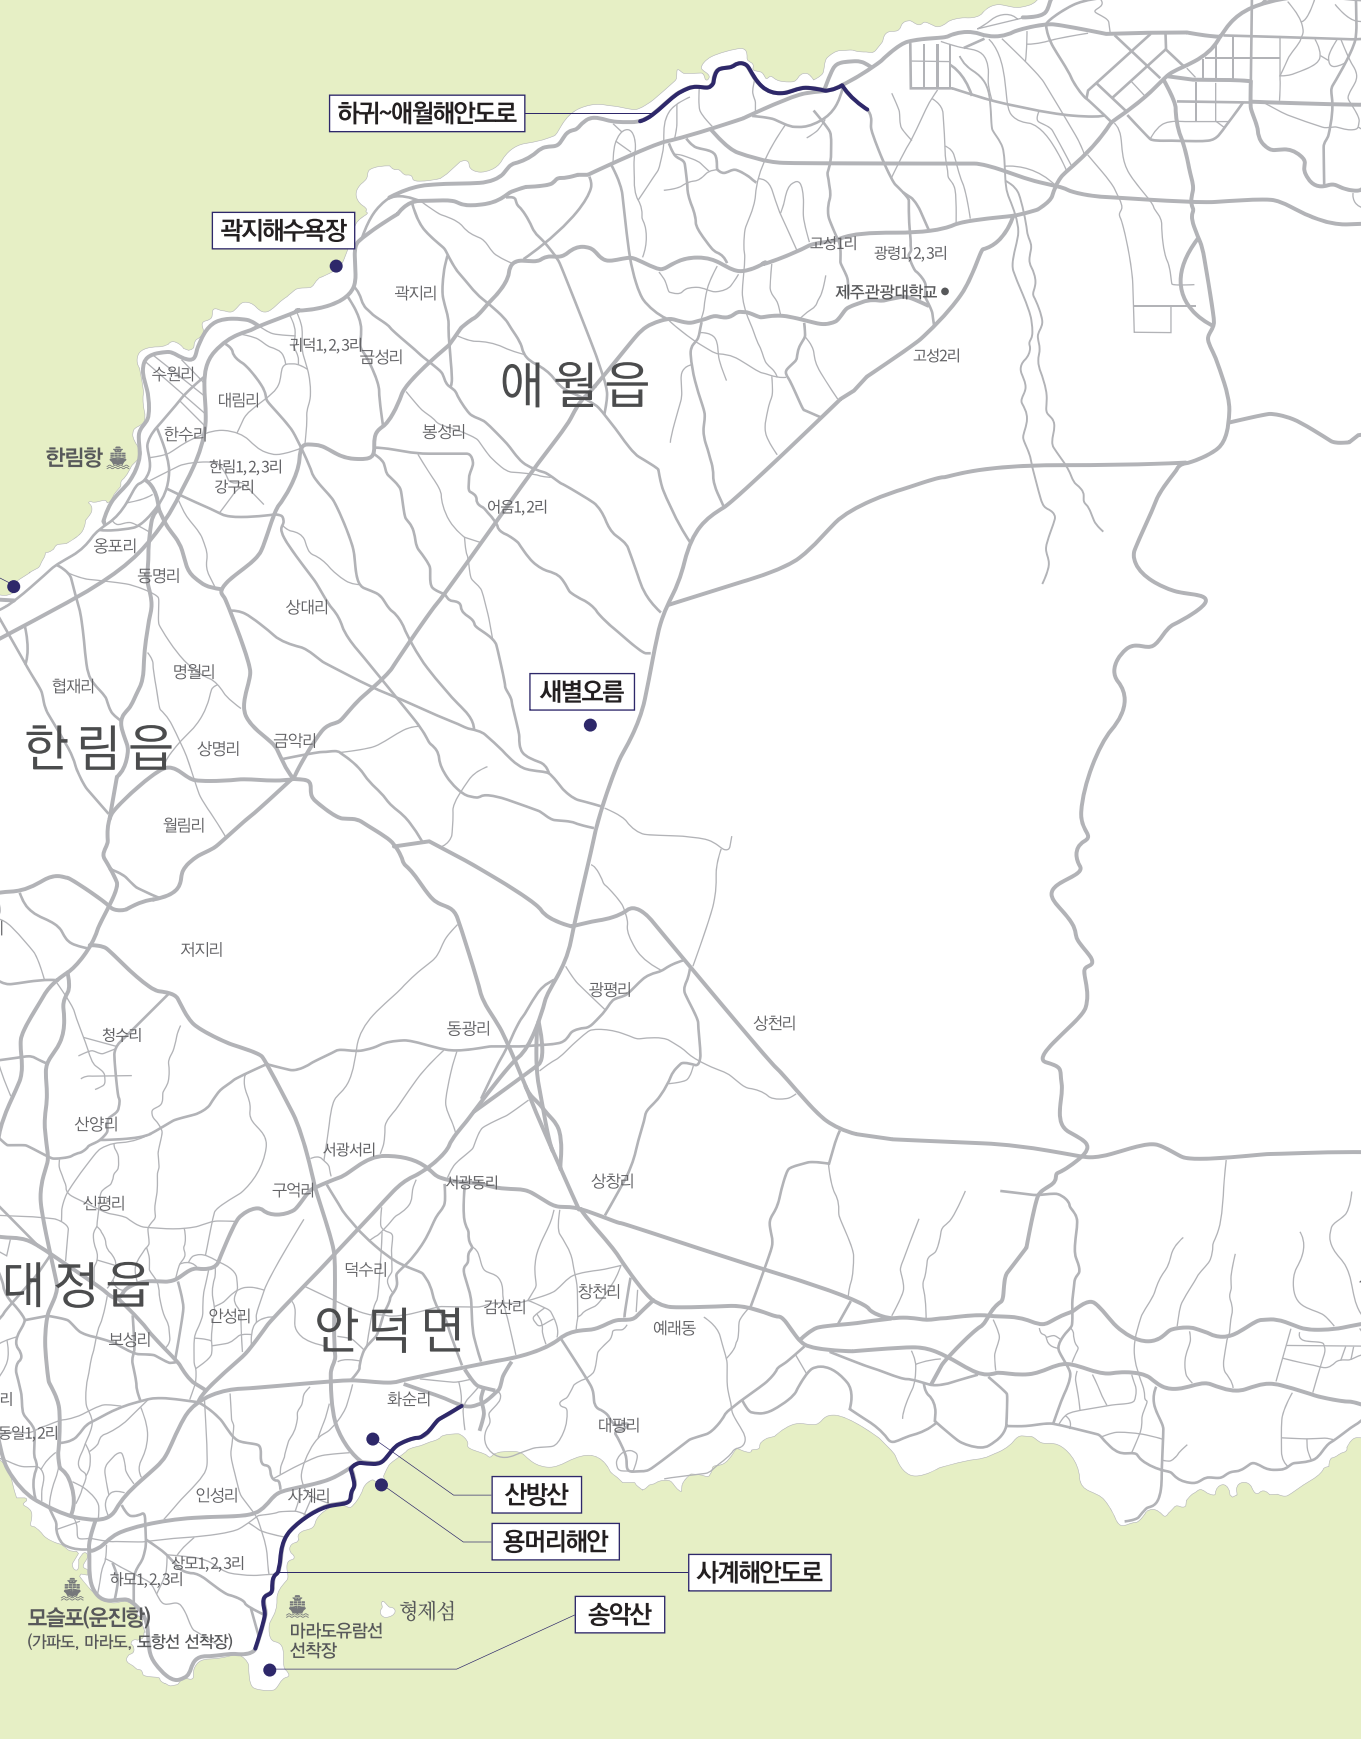 하귀~애월해안도로
곽지해수욕장
고성1리
광령1,2,3리
제주관광대학교
곽지리
귀덕1,2,3리
금성리
고성2리
수원리
애월읍
대림리
한수리
봉성리
한림항
한림1,2,3리
강구리
어음1,2리
옹포리
동명리
상대리
명월리
협재리
새별오름
한림읍
상명리
금악리
월림리
저지리
광평리
청수리
동광리
상천리
산양리
서광서리
구억리
서광동리
상창리
신평리
대정읍
덕수리
안성리
안덕면
감산리
창천리
예래동
보성리
리
화순리
동일1,2리
대평리
산방산
인성리
사계리
용머리해안
상모1,2,3리
사계해안도로
하모1,2,3리
모슬포(운진항)
(가파도, 마라도, 도항선 선착장)
마라도유람선
선착장
형제섬
송악산